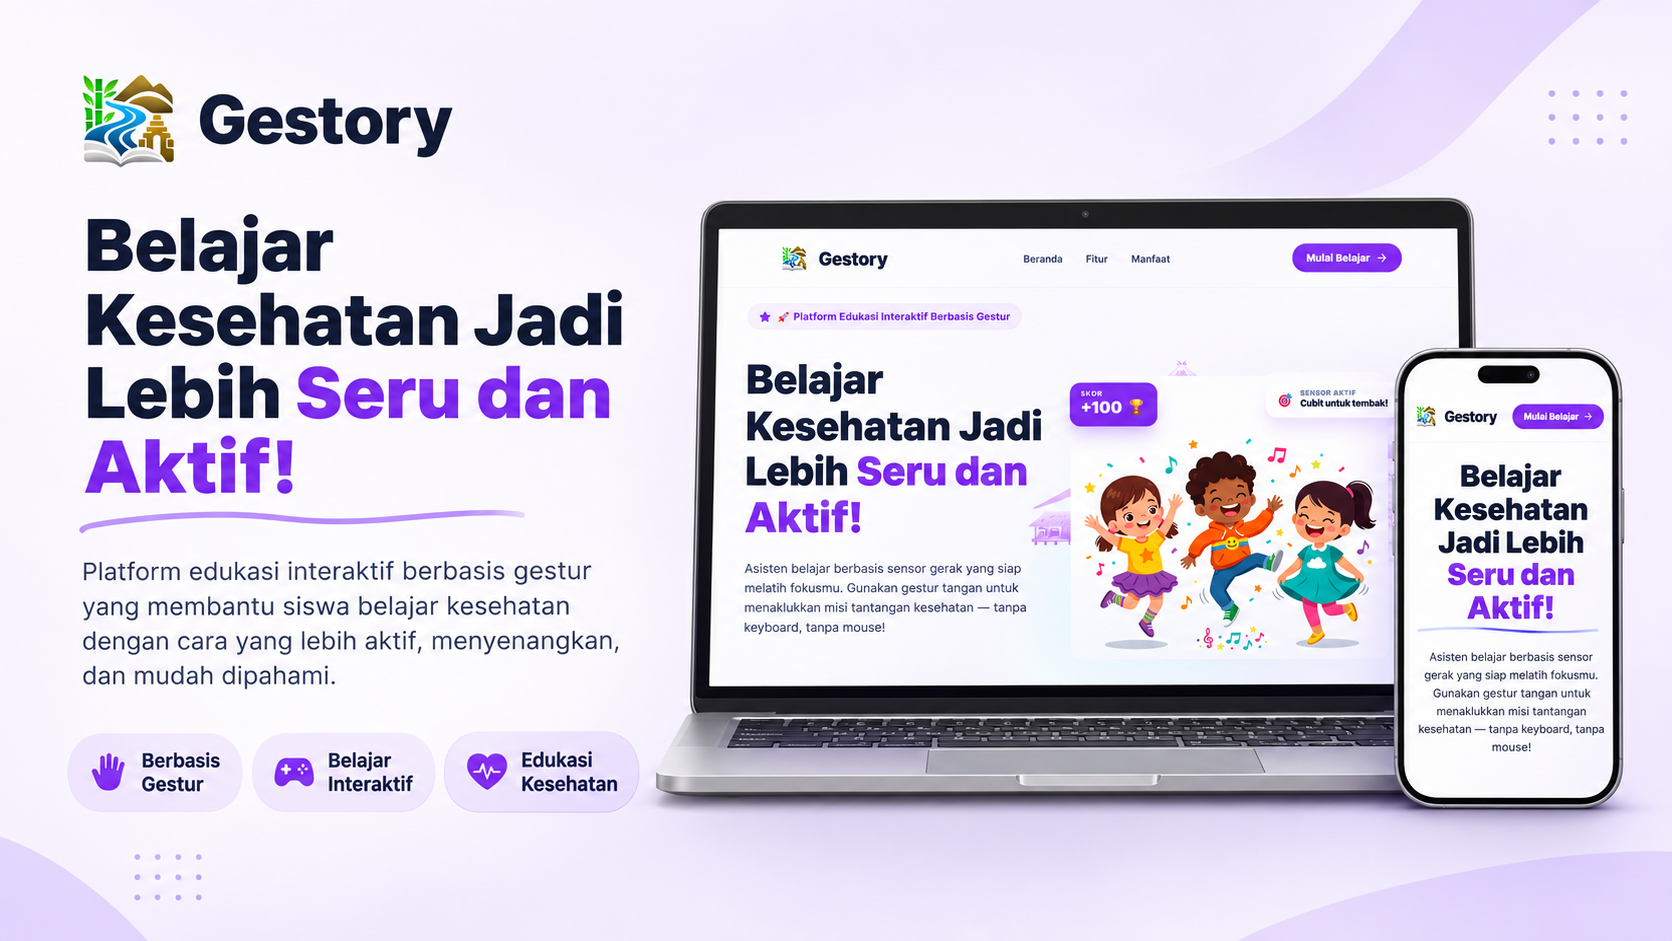 Gestory
Belajar
Kesehatan Jadi
Lebih Seru dan
Aktif!
Platform edukasi interaktif berbasis gestur
yang membantu siswa belajar kesehatan
dengan cara yang lebih aktif, menyenangkan,
dan mudah dipahami.
Berbasis
Gestur
Belajar
Interaktif
Edukasi
Kesehatan
Gestory
Beranda
Fitur
Manfaat
Mulai Belajar →
🚀 Platform Edukasi Interaktif Berbasis Gestur
Belajar
Kesehatan Jadi
Lebih Seru dan
Aktif!
Asisten belajar berbasis sensor gerak yang siap
melatih fokusmu. Gunakan gestur tangan untuk
menaklukkan misi tantangan kesehatan — tanpa
keyboard, tanpa mouse!
SKOR
+100 🏆
SENSOR AKTIF
Cubit untuk tembak!
Gestory
Mulai Belajar →
Belajar
Kesehatan
Jadi Lebih
Seru dan
Aktif!
Asisten belajar berbasis sensor
gerak yang siap melatih fokusmu.
Gunakan gestur tangan untuk
menaklukkan misi tantangan
kesehatan — tanpa keyboard, tanpa
mouse!